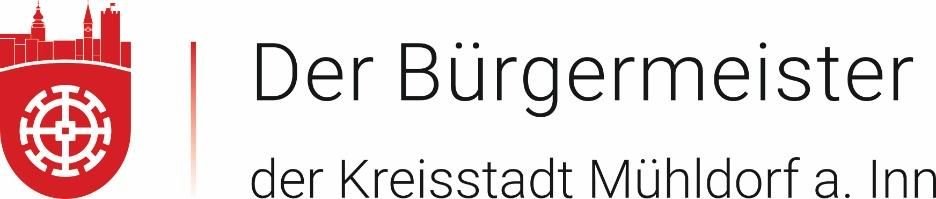 Der Bürgermeister
der Kreisstadt Mühldorf a. Inn